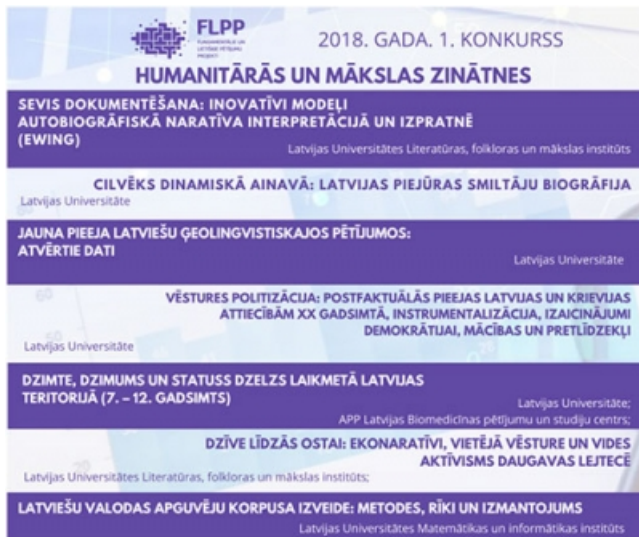 FLPP
FUNDAMENTĀLIE UN
LIETIŠĶIE PĒTĪJUMU
PROJEKTI
2018. GADA. 1. KONKURSS
HUMANITĀRĀS UN MĀKSLAS ZINĀTNES
SEVIS DOKUMENTĒŠANA: INOVATĪVI MODEĻI
AUTOBIOGRĀFISKĀ NARATĪVA INTERPRETĀCIJĀ UN IZPRATNĒ
(EWING)
Latvijas Universitātes Literatūras, folkloras un mākslas institūts
CILVĒKS DINAMISKĀ AINAVĀ: LATVIJAS PIEJŪRAS SMILTĀJU BIOGRĀFIJA
Latvijas Universitāte
JAUNA PIEEJA LATVIEŠU ĢEOLINGVISTISKAJOS PĒTĪJUMOS:
ATVĒRTIE DATI
Latvijas Universitāte
VĒSTURES POLITIZĀCIJA: POSTFAKTUĀLĀS PIEEJAS LATVIJAS UN KRIEVIJAS
ATTIECĪBĀM XX GADSIMTĀ, INSTRUMENTALIZĀCIJA, IZAICINĀJUMI
DEMOKRĀTIJAI, MĀCĪBAS UN PRETLĪDZEKĻI
Latvijas Universitāte
DZIMTE, DZIMUMS UN STATUSS DZELZS LAIKMETĀ LATVIJAS
TERITORIJĀ (7. – 12. GADSIMTS)
Latvijas Universitāte;
APP Latvijas Biomedicīnas pētījumu un studiju centrs;
DZĪVE LĪDZĀS OSTAI: EKONARATĪVI, VIETĒJĀ VĒSTURE UN VIDES
AKTĪVISMS DAUGAVAS LEJTECĒ
Latvijas Universitātes Literatūras, folkloras un mākslas institūts;
LATVIEŠU VALODAS APGUVĒJU KORPUSA IZVEIDE: METODES, RĪKI UN IZMANTOJUMS
Latvijas Universitātes Matemātikas un informātikas institūts